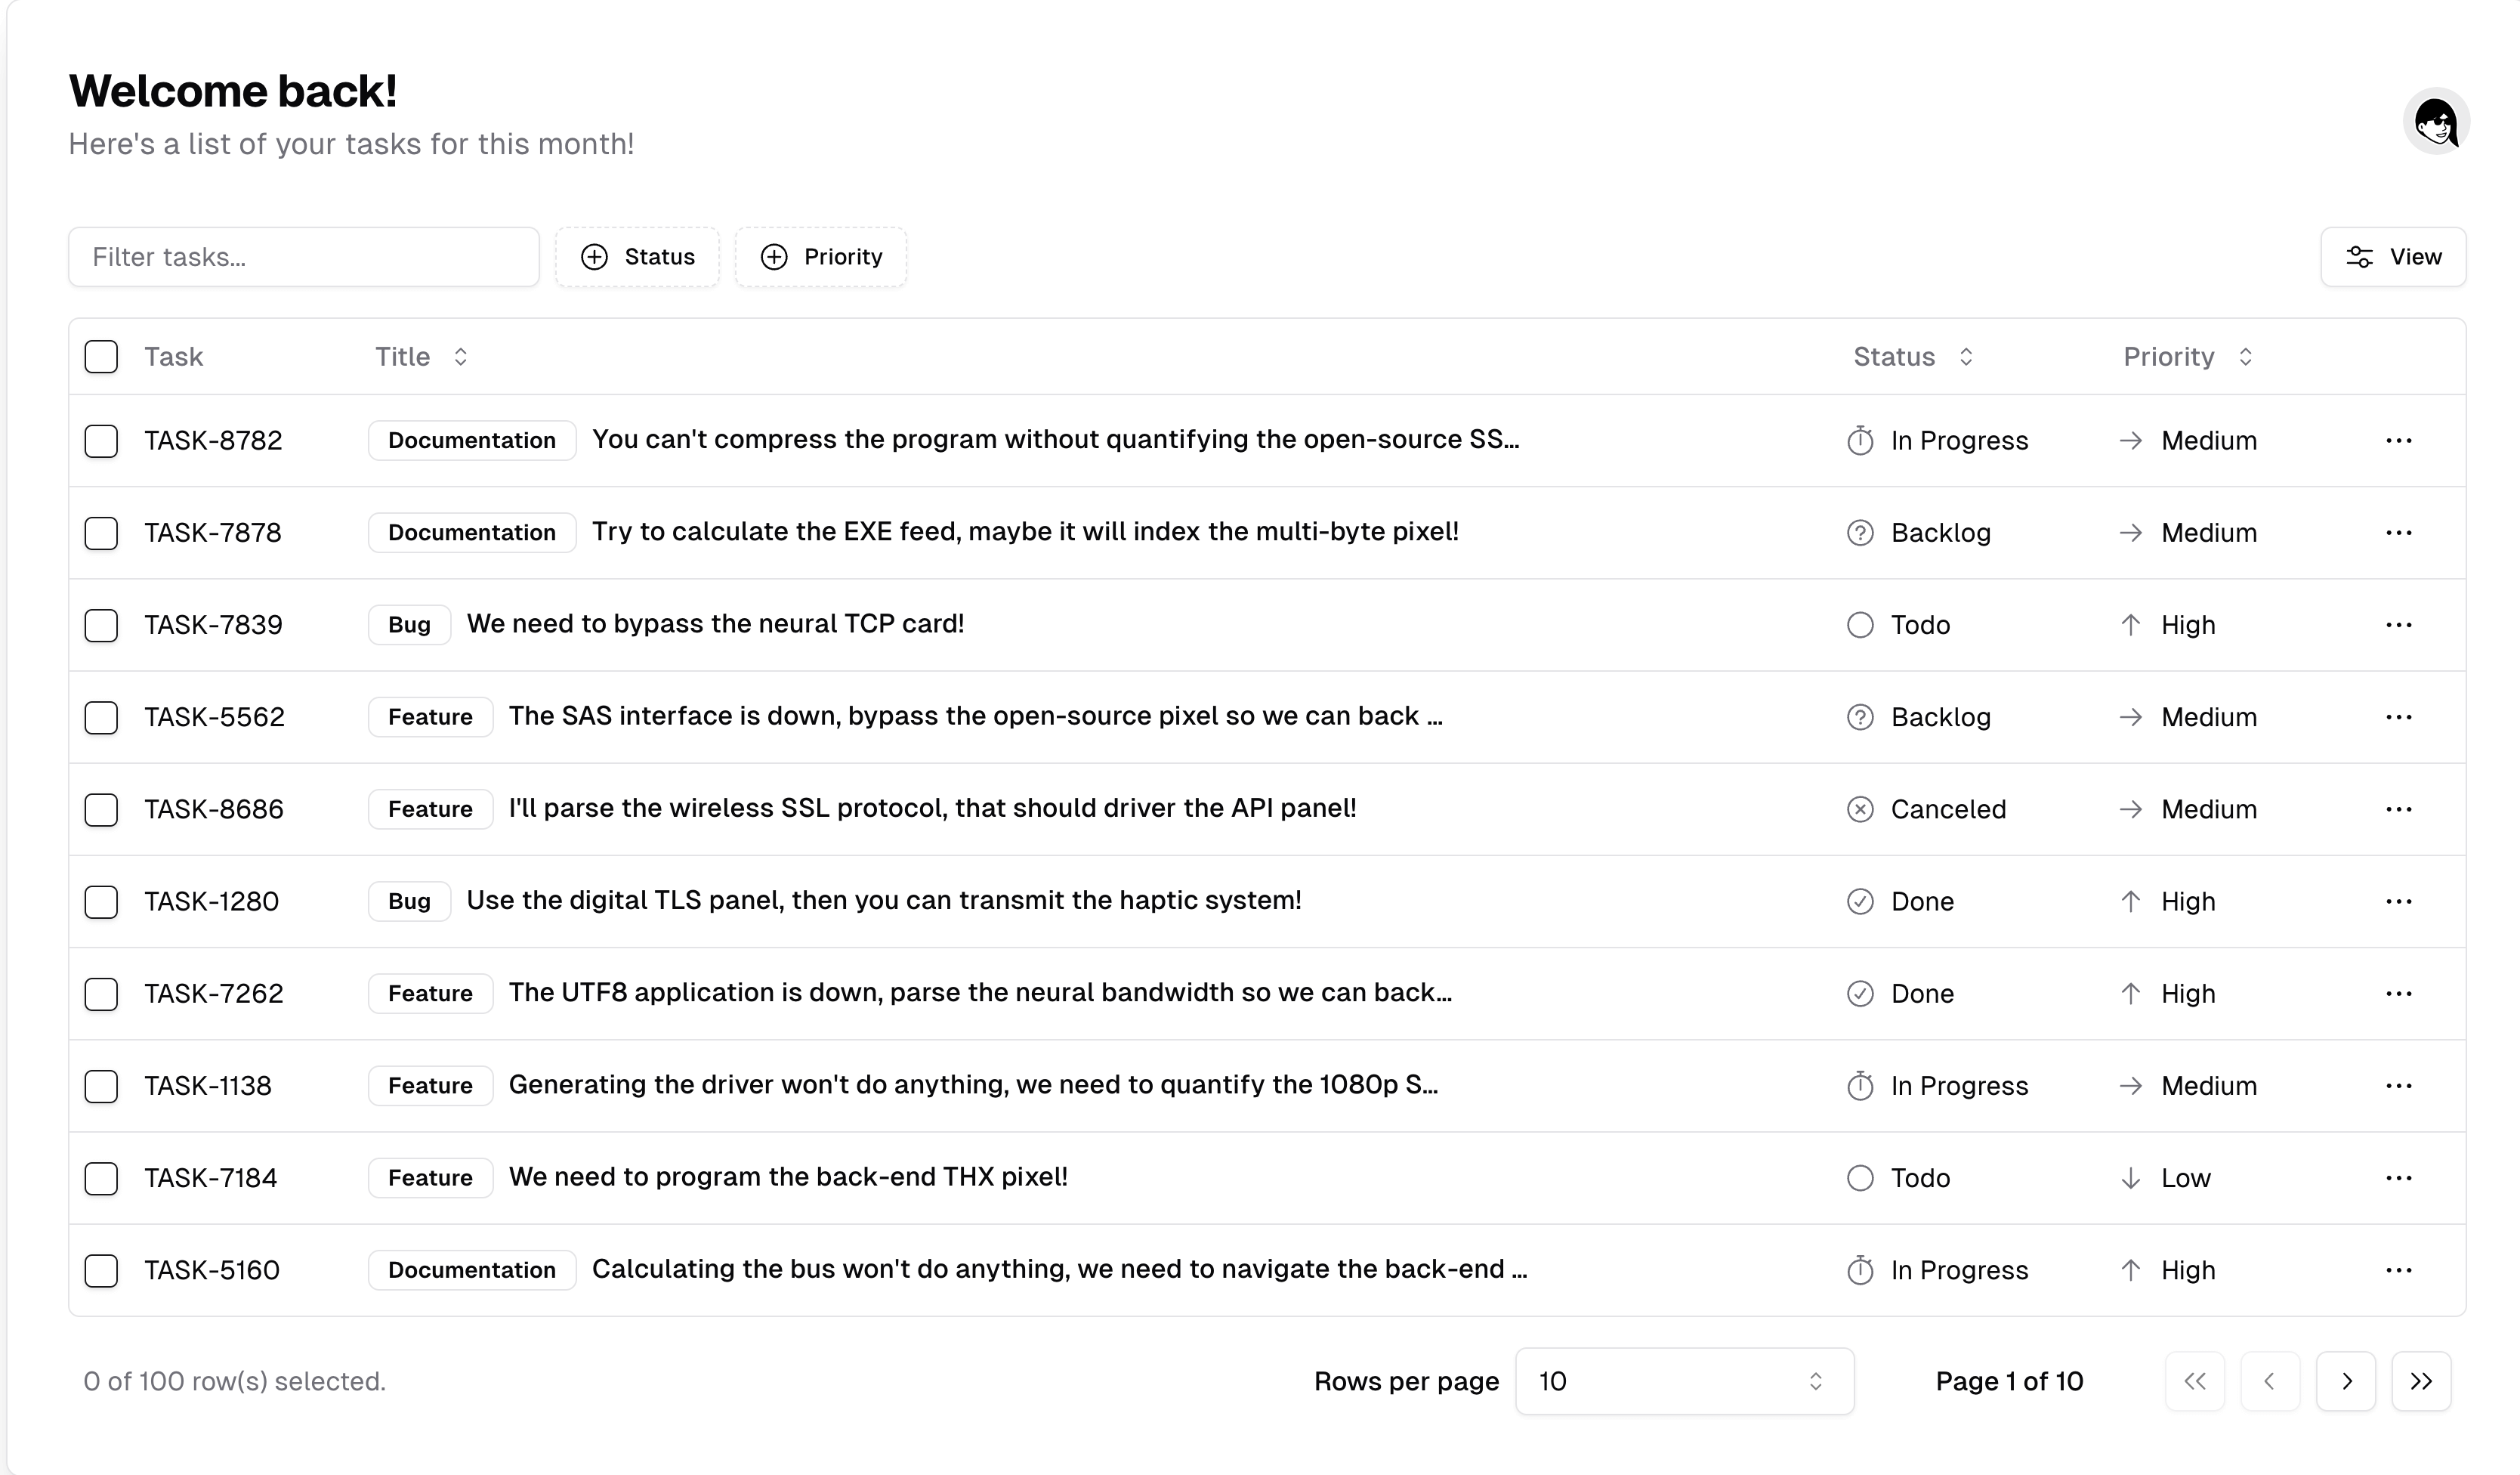 Welcome back!
Here's a list of your tasks for this month!
Filter tasks...
Status
Priority
View
Task Title Status Priority
TASK-8782 Documentation You can't compress the program without quantifying the open-source SS... In Progress Medium
TASK-7878 Documentation Try to calculate the EXE feed, maybe it will index the multi-byte pixel! Backlog Medium
TASK-7839 Bug We need to bypass the neural TCP card! Todo High
TASK-5562 Feature The SAS interface is down, bypass the open-source pixel so we can back ... Backlog Medium
TASK-8686 Feature I'll parse the wireless SSL protocol, that should driver the API panel! Canceled Medium
TASK-1280 Bug Use the digital TLS panel, then you can transmit the haptic system! Done High
TASK-7262 Feature The UTF8 application is down, parse the neural bandwidth so we can back... Done High
TASK-1138 Feature Generating the driver won't do anything, we need to quantify the 1080p S... In Progress Medium
TASK-7184 Feature We need to program the back-end THX pixel! Todo Low
TASK-5160 Documentation Calculating the bus won't do anything, we need to navigate the back-end ... In Progress High
0 of 100 row(s) selected. Rows per page 10 Page 1 of 10